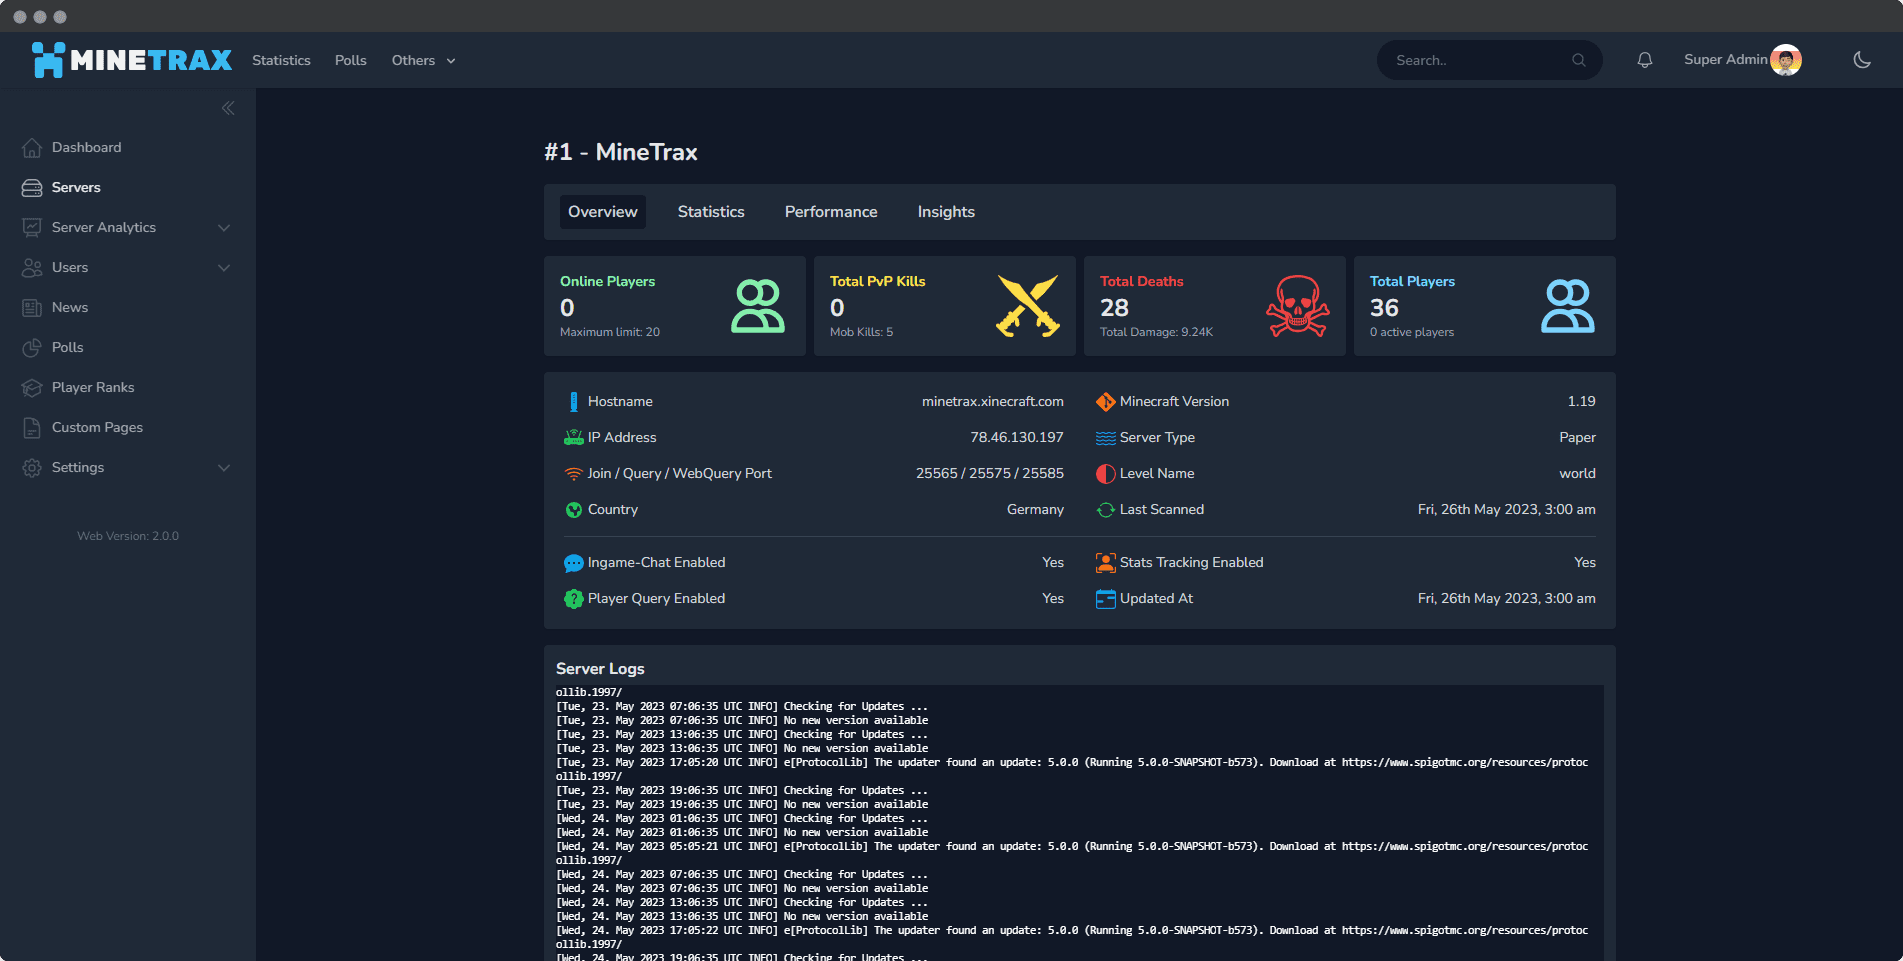 MINETRAX Statistics Polls Others Search.. Super Admin
Dashboard
Servers
Server Analytics
Users
News
Polls
Player Ranks
Custom Pages
Settings
Web Version: 2.0.0
#1 - MineTrax
Overview Statistics Performance Insights
Online Players
0
Maximum limit: 20
Total PvP Kills
0
Mob Kills: 5
Total Deaths
28
Total Damage: 9.24K
Total Players
36
0 active players
Hostname minetrax.xinecraft.com
IP Address 78.46.130.197
Join / Query / WebQuery Port 25565 / 25575 / 25585
Country Germany
Minecraft Version 1.19
Server Type Paper
Level Name world
Last Scanned Fri, 26th May 2023, 3:00 am
Ingame-Chat Enabled Yes
Player Query Enabled Yes
Stats Tracking Enabled Yes
Updated At Fri, 26th May 2023, 3:00 am
Server Logs
ollib.1997/
[Tue, 23. May 2023 07:06:35 UTC INFO] Checking for Updates ...
[Tue, 23. May 2023 07:06:35 UTC INFO] No new version available
[Tue, 23. May 2023 13:06:35 UTC INFO] Checking for Updates ...
[Tue, 23. May 2023 13:06:35 UTC INFO] No new version available
[Tue, 23. May 2023 17:05:20 UTC INFO] e[ProtocolLib] The updater found an update: 5.0.0 (Running 5.0.0-SNAPSHOT-b573). Download at https://www.spigotmc.org/resources/protoc
ollib.1997/
[Tue, 23. May 2023 19:06:35 UTC INFO] Checking for Updates ...
[Tue, 23. May 2023 19:06:35 UTC INFO] No new version available
[Wed, 24. May 2023 01:06:35 UTC INFO] Checking for Updates ...
[Wed, 24. May 2023 01:06:35 UTC INFO] No new version available
[Wed, 24. May 2023 05:05:21 UTC INFO] e[ProtocolLib] The updater found an update: 5.0.0 (Running 5.0.0-SNAPSHOT-b573). Download at https://www.spigotmc.org/resources/protoc
ollib.1997/
[Wed, 24. May 2023 07:06:35 UTC INFO] Checking for Updates ...
[Wed, 24. May 2023 07:06:35 UTC INFO] No new version available
[Wed, 24. May 2023 13:06:35 UTC INFO] Checking for Updates ...
[Wed, 24. May 2023 13:06:35 UTC INFO] No new version available
[Wed, 24. May 2023 17:05:22 UTC INFO] e[ProtocolLib] The updater found an update: 5.0.0 (Running 5.0.0-SNAPSHOT-b573). Download at https://www.spigotmc.org/resources/protoc
ollib.1997/
[Wed, 24. May 2023 19:06:35 UTC INFO] Checking for Updates ...